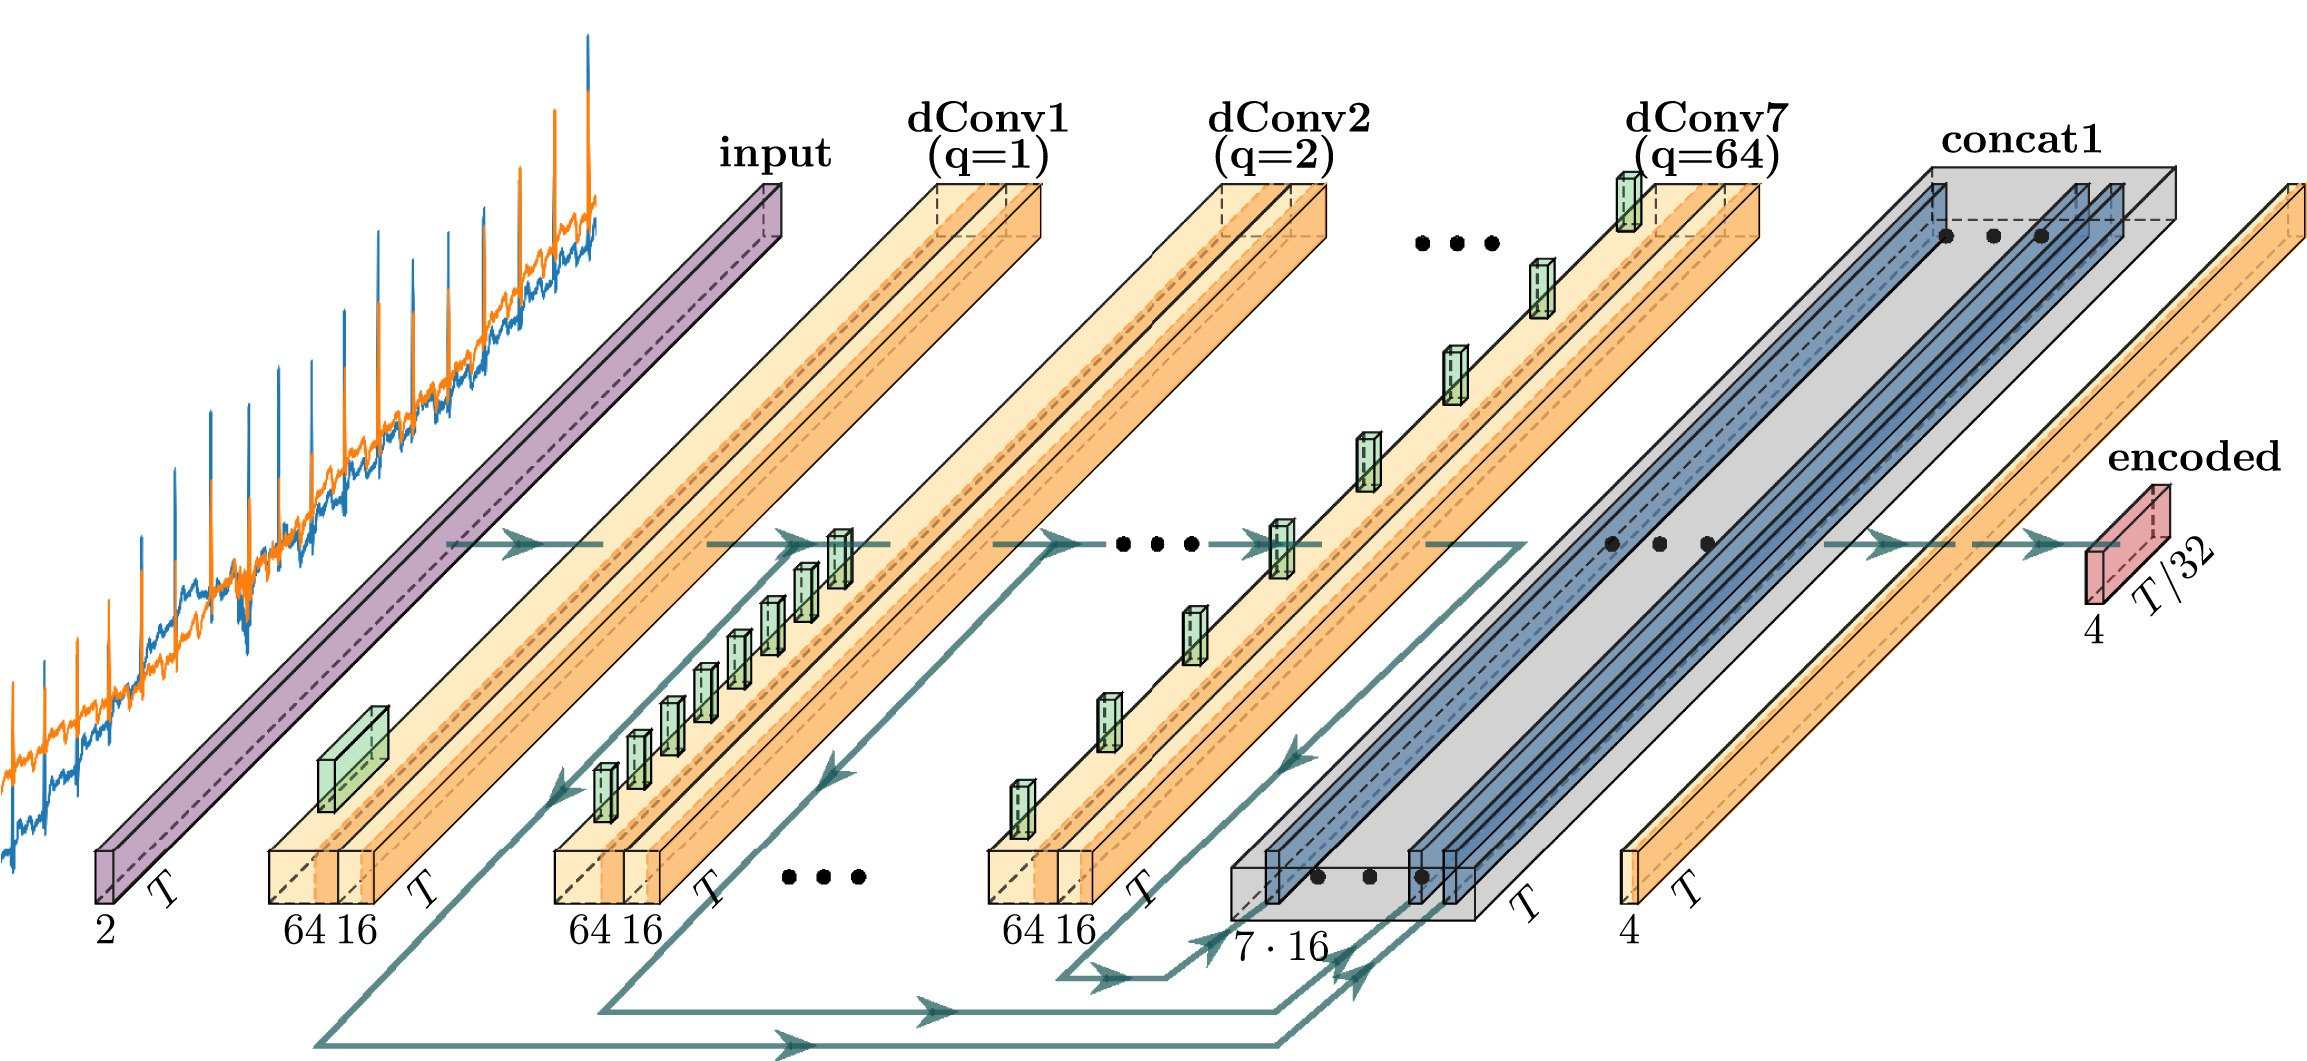 input
dConv1
(q=1)
dConv2
(q=2)
dConv7
(q=64)
concat1
encoded
T/32
4
2
T
64 16
T
64 16
T
64 16
T
7 · 16
T
4
T